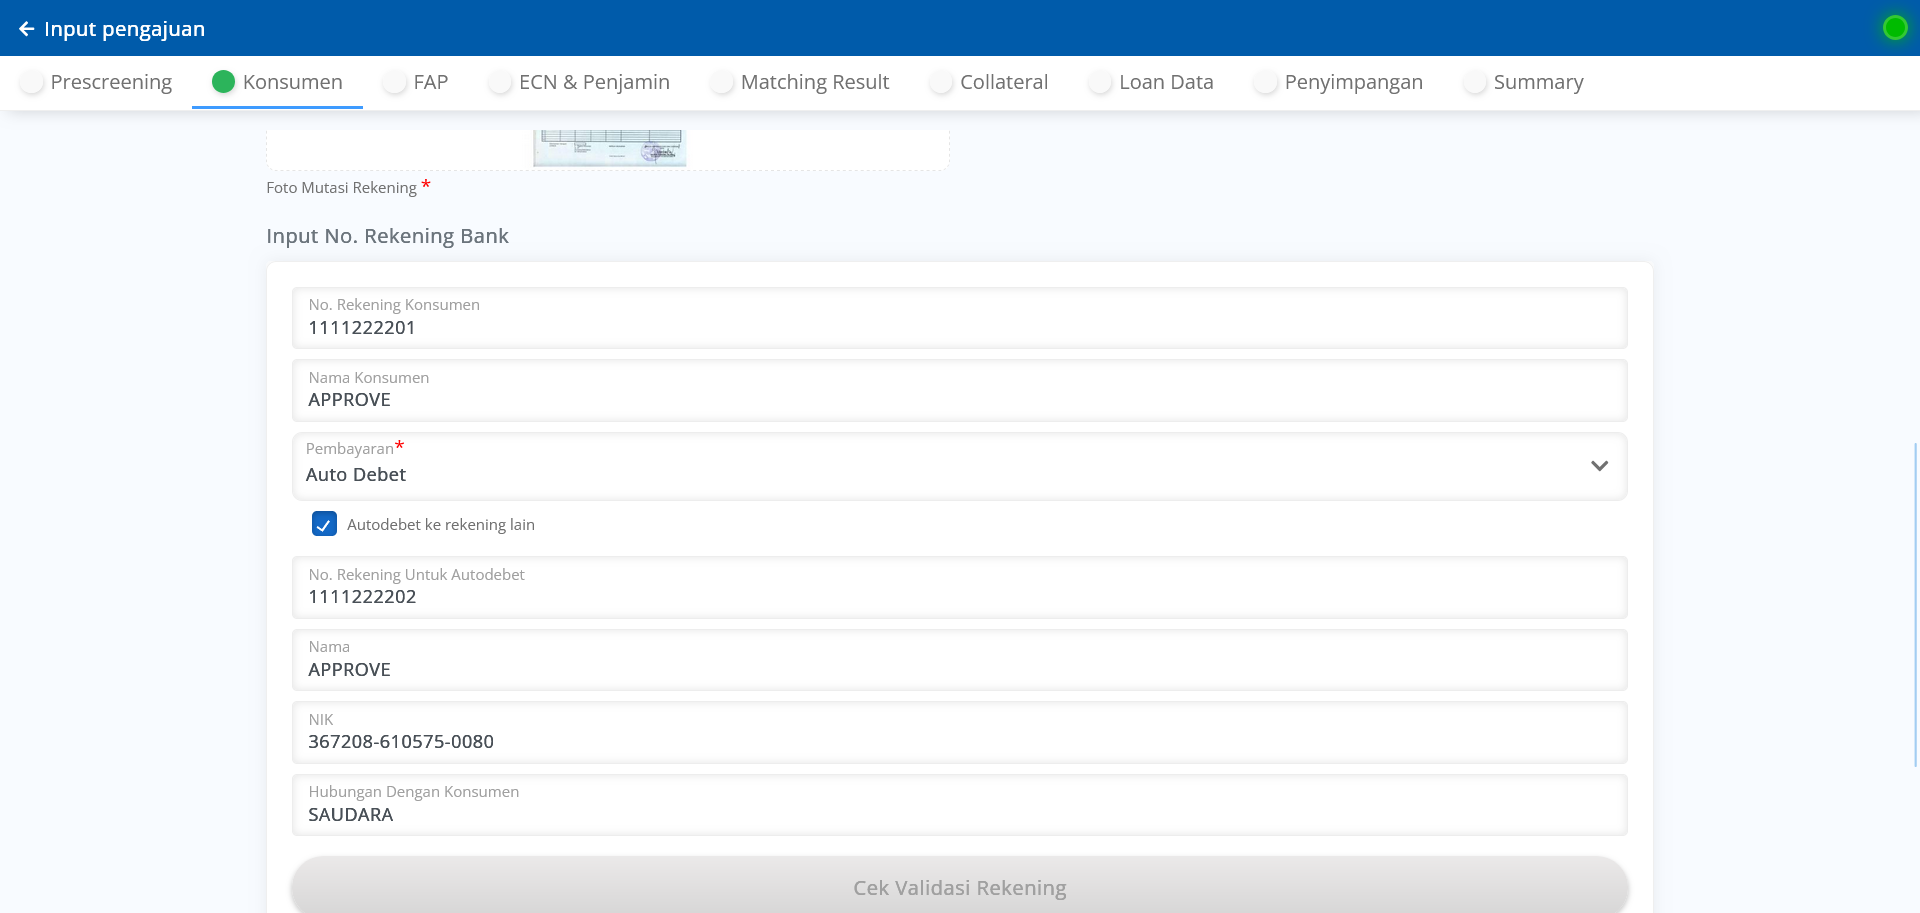 Input pengajuan
Prescreening Konsumen FAP ECN & Penjamin Matching Result Collateral Loan Data Penyimpangan Summary
Foto Mutasi Rekening *
Input No. Rekening Bank
No. Rekening Konsumen
1111222201
Nama Konsumen
APPROVE
Pembayaran*
Auto Debet
Autodebet ke rekening lain
No. Rekening Untuk Autodebet
1111222202
Nama
APPROVE
NIK
367208-610575-0080
Hubungan Dengan Konsumen
SAUDARA
Cek Validasi Rekening